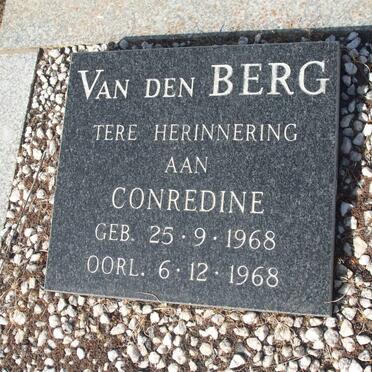 VAN DEN BERG
TERE HERINNERING
AAN
CONREDINE
GEB. 25·9·1968
OORL. 6·12·1968